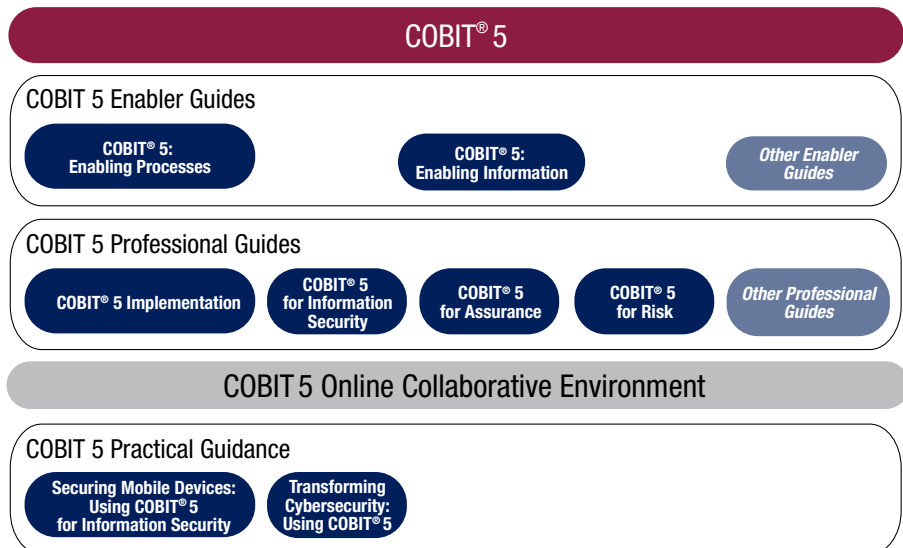 COBIT® 5
COBIT 5 Enabler Guides
COBIT® 5:
Enabling Processes
COBIT® 5:
Enabling Information
Other Enabler
Guides
COBIT 5 Professional Guides
COBIT® 5 Implementation
COBIT® 5
for Information
Security
COBIT® 5
for Assurance
COBIT® 5
for Risk
Other Professional
Guides
COBIT 5 Online Collaborative Environment
COBIT 5 Practical Guidance
Securing Mobile Devices:
Using COBIT® 5
for Information Security
Transforming
Cybersecurity:
Using COBIT® 5